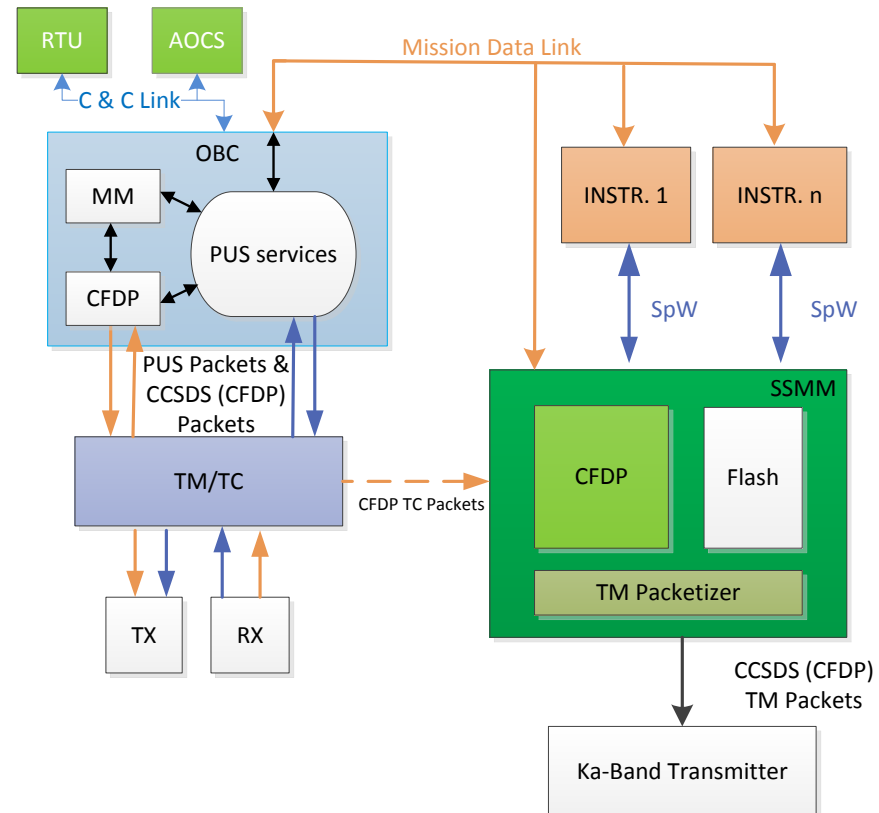 RTU
AOCS
Mission Data Link
C & C Link
OBC
MM
PUS services
CFDP
INSTR. 1
INSTR. n
SpW
SpW
PUS Packets &
CCSDS (CFDP)
Packets
SSMM
CFDP
Flash
TM/TC
CFDP TC Packets
TM Packetizer
TX
RX
CCSDS (CFDP)
TM Packets
Ka-Band Transmitter